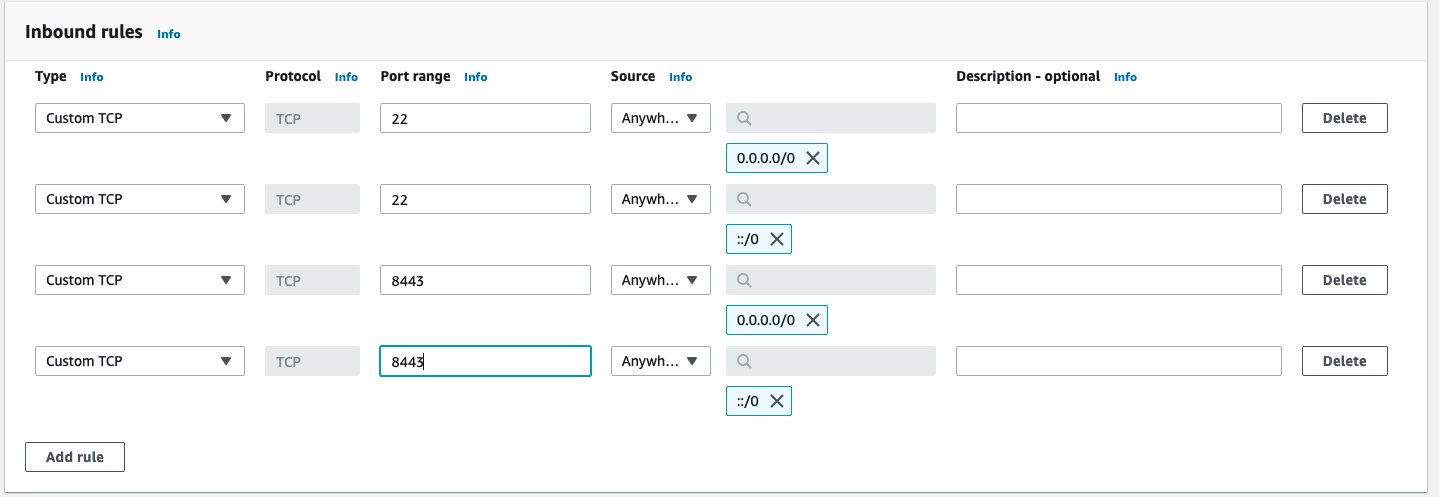 Inbound rules Info
Type Info Protocol Info Port range Info Source Info Description - optional Info
Custom TCP TCP 22 Anywh... Delete
0.0.0.0/0
Custom TCP TCP 22 Anywh... Delete
::/0
Custom TCP TCP 8443 Anywh... Delete
0.0.0.0/0
Custom TCP TCP 8443 Anywh... Delete
::/0
Add rule